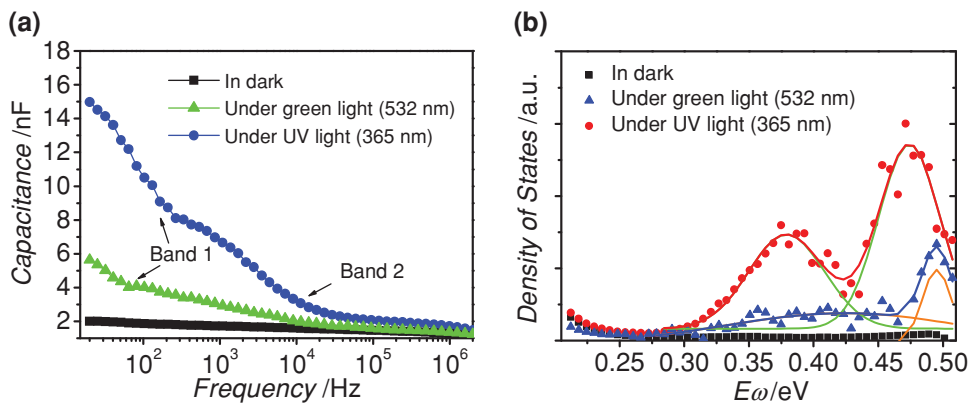 (a)
18
16
14
12
10
8
6
4
2
Capacitance /nF
In dark
Under green light (532 nm)
Under UV light (365 nm)
Band 1
Band 2
10² 10³ 10⁴ 10⁵ 10⁶
Frequency /Hz
(b)
Density of States /a.u.
In dark
Under green light (532 nm)
Under UV light (365 nm)
0.25 0.30 0.35 0.40 0.45 0.50
Eω/eV